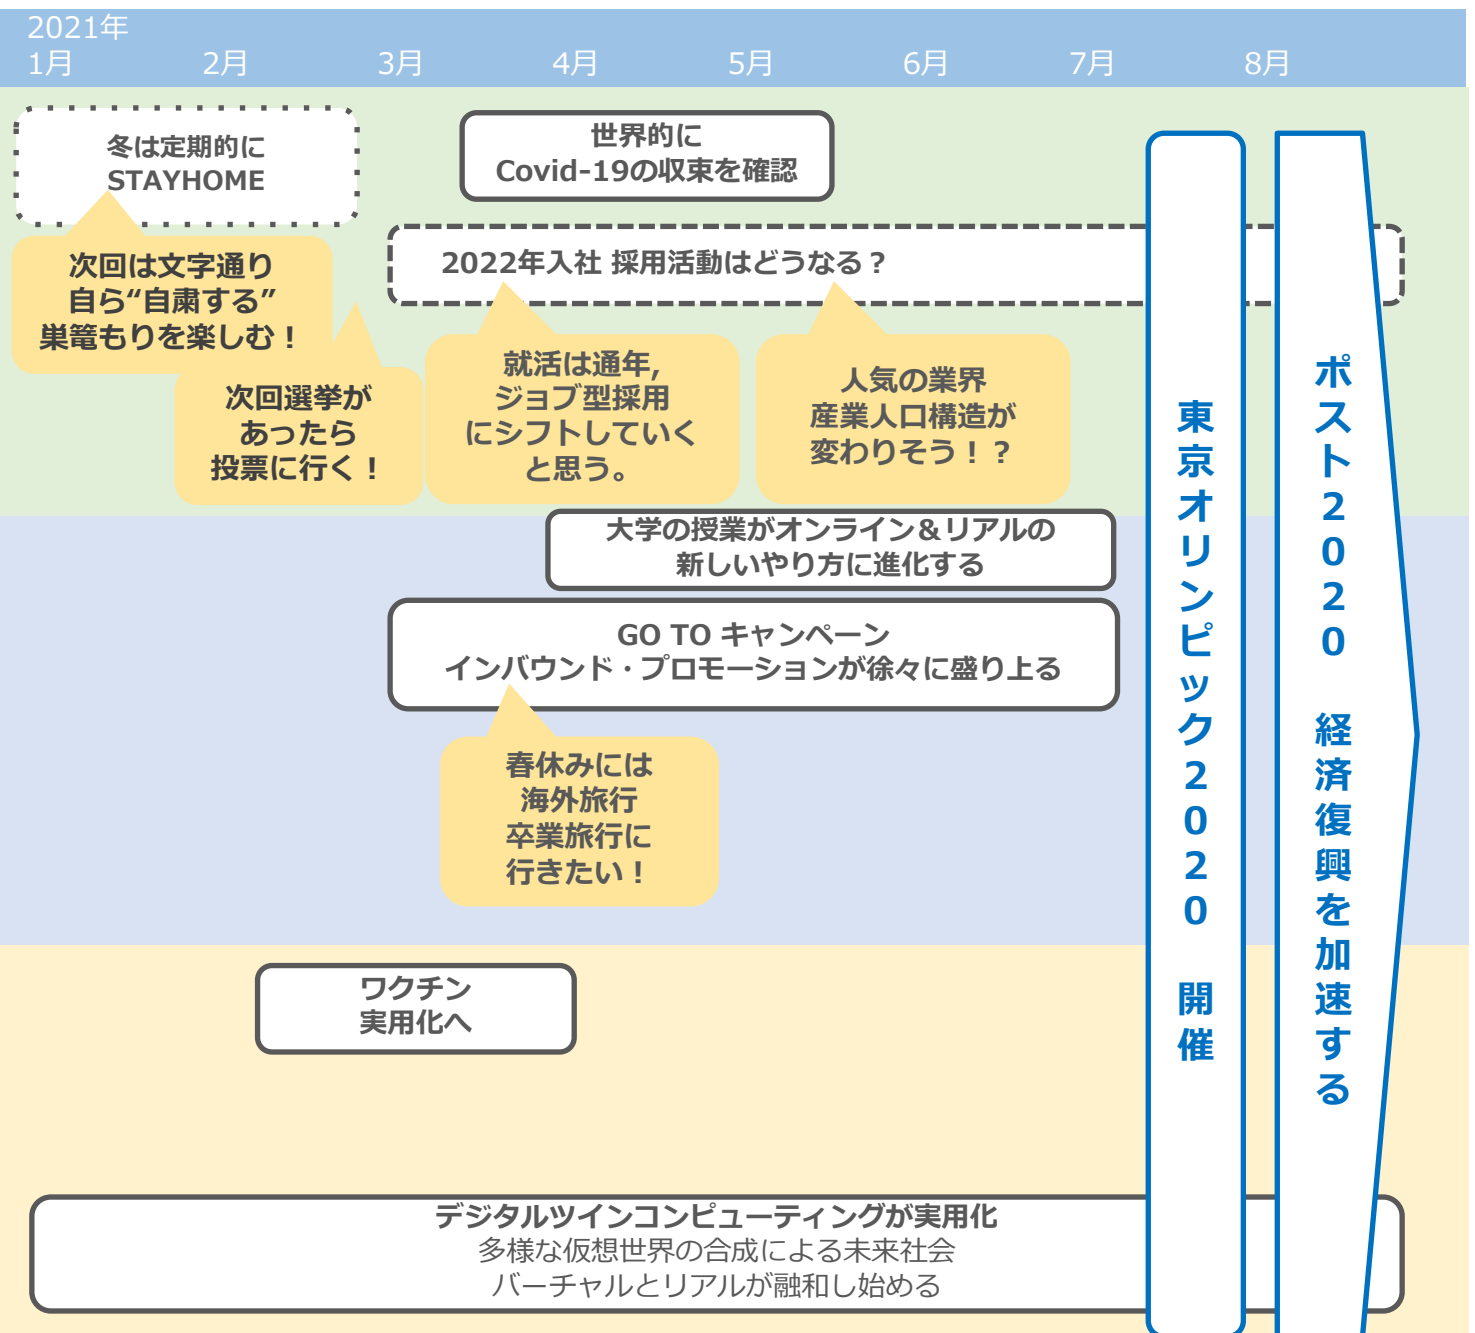 2021年
1月 2月 3月 4月 5月 6月 7月 8月
冬は定期的に
STAYHOME
世界的に
Covid-19の収束を確認
次回は文字通り
自ら“自粛する”
巣篭もりを楽しむ！
2022年入社 採用活動はどうなる？
次回選挙が
あったら
投票に行く！
就活は通年,
ジョブ型採用
にシフトしていく
と思う。
人気の業界
産業人口構造が
変わりそう！？
大学の授業がオンライン＆リアルの
新しいやり方に進化する
GO TO キャンペーン
インバウンド・プロモーションが徐々に盛り上る
春休みには
海外旅行
卒業旅行に
行きたい！
ワクチン
実用化へ
デジタルツインコンピューティングが実用化
多様な仮想世界の合成による未来社会
バーチャルとリアルが融和し始める
東京オリンピック2020 開催
ポスト2020 経済復興を加速する